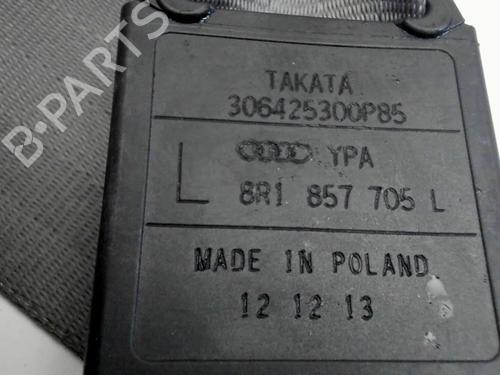 TAKATA
306425300P85
L YPA
8R1 857 705 L
MADE IN POLAND
12 12 13
B-PARTS